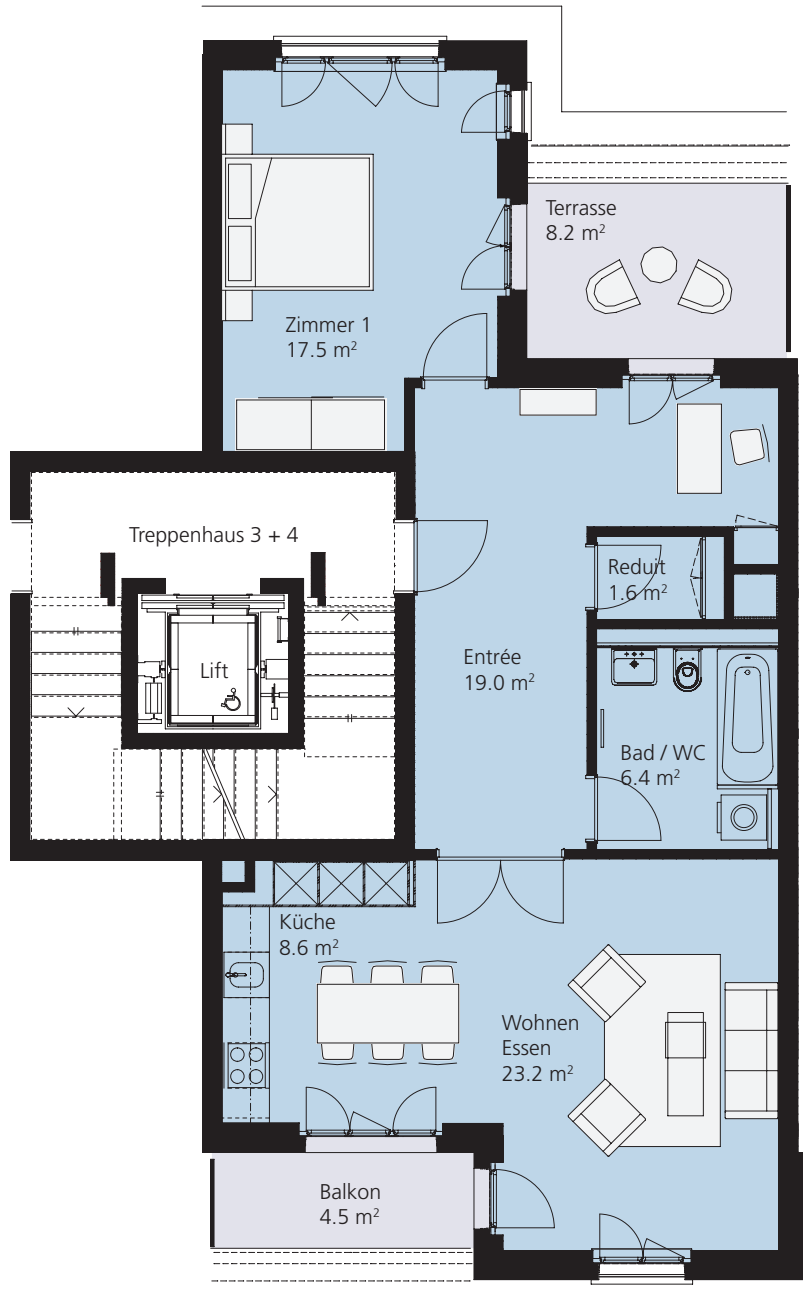 Terrasse
8.2 m²
Zimmer 1
17.5 m²
Treppenhaus 3 + 4
Reduit
1.6 m²
Lift
Entrée
19.0 m²
Bad / WC
6.4 m²
Küche
8.6 m²
Wohnen
Essen
23.2 m²
Balkon
4.5 m²